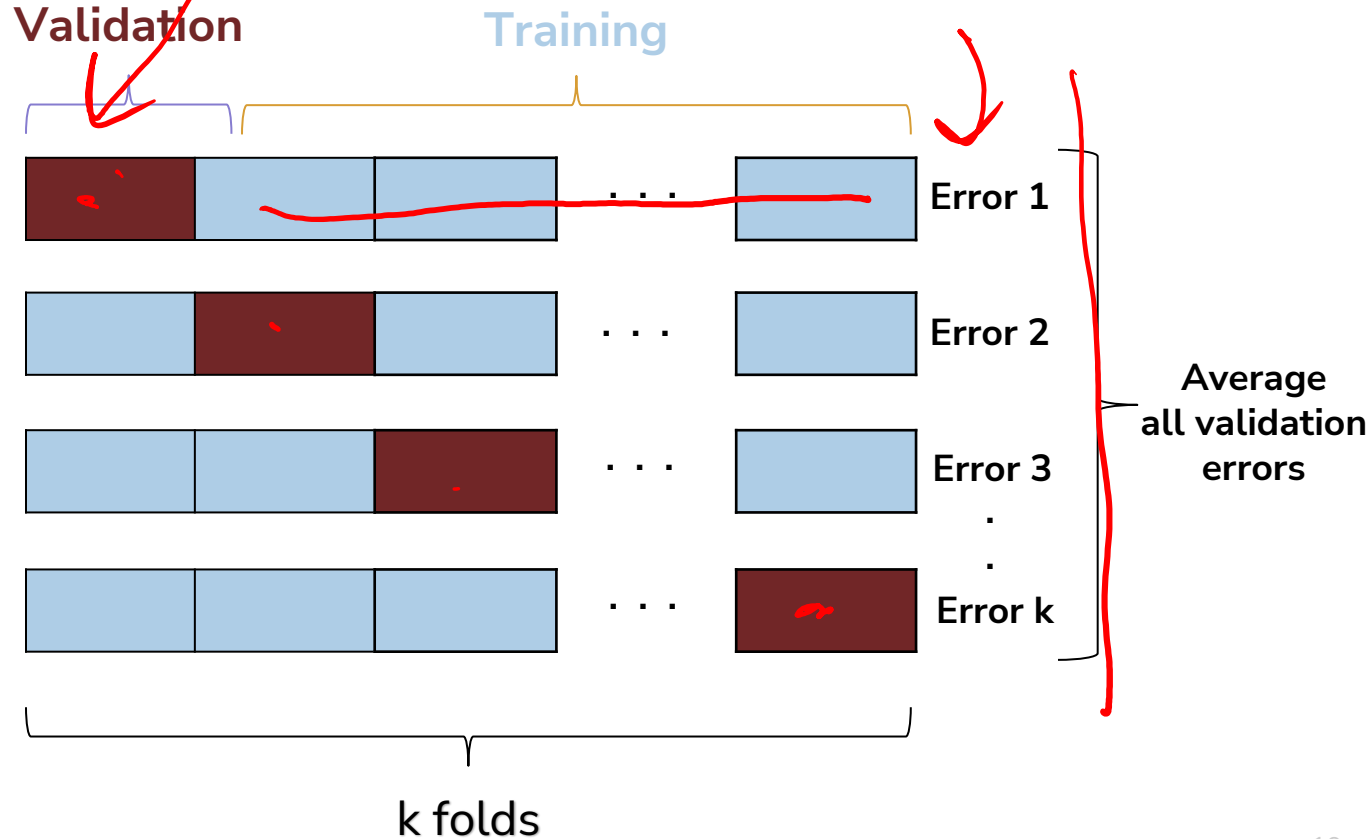 Validation
Training
. . .
Error 1
. . .
Error 2
. . .
Error 3
.
.
. . .
Error k
Average
all validation
errors
k folds